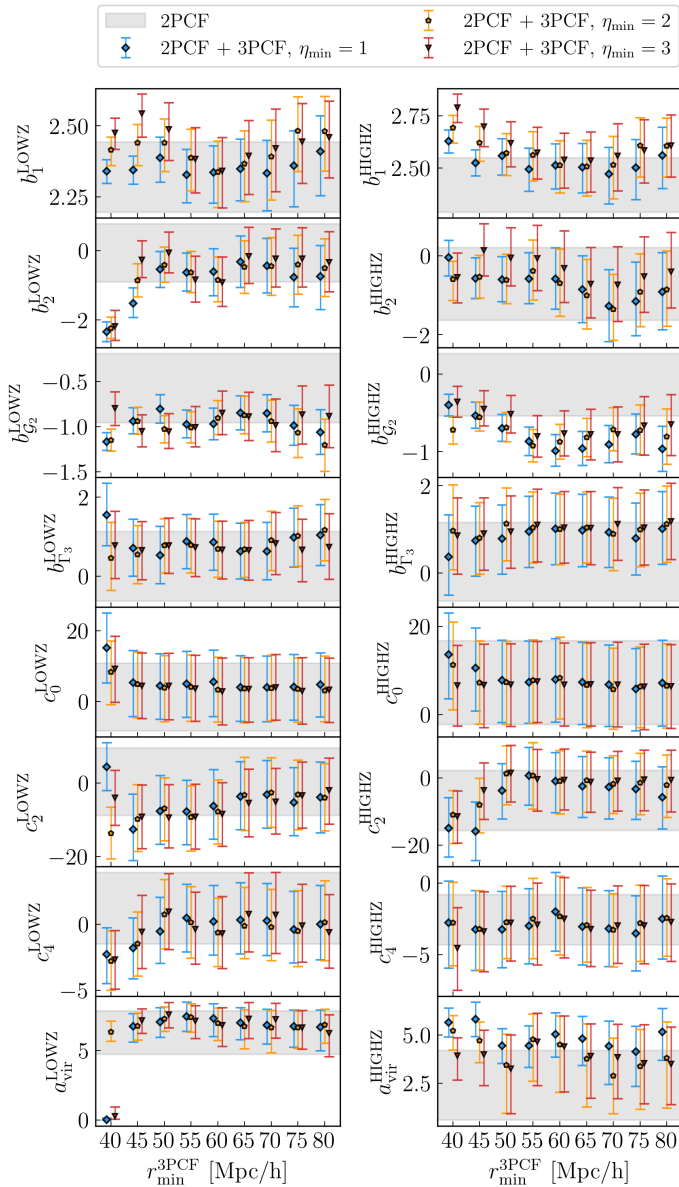 2PCF
2PCF + 3PCF, η_min = 1
2PCF + 3PCF, η_min = 2
2PCF + 3PCF, η_min = 3
b_1^LOWZ
2.50
2.25
b_1^HIGHZ
2.75
2.50
b_2^LOWZ
0
−2
b_2^HIGHZ
0
−2
b_𝒢₂^LOWZ
−0.5
−1.0
−1.5
b_𝒢₂^HIGHZ
0
−1
b_Γ₃^LOWZ
2
0
b_Γ₃^HIGHZ
2
0
c_0^LOWZ
20
0
c_0^HIGHZ
20
0
c_2^LOWZ
0
−20
c_2^HIGHZ
0
−20
c_4^LOWZ
0
−5
c_4^HIGHZ
0
−5
a_vir^LOWZ
5
0
a_vir^HIGHZ
5.0
2.5
40 45 50 55 60 65 70 75 80
40 45 50 55 60 65 70 75 80
r_min^3PCF [Mpc/h]
r_min^3PCF [Mpc/h]